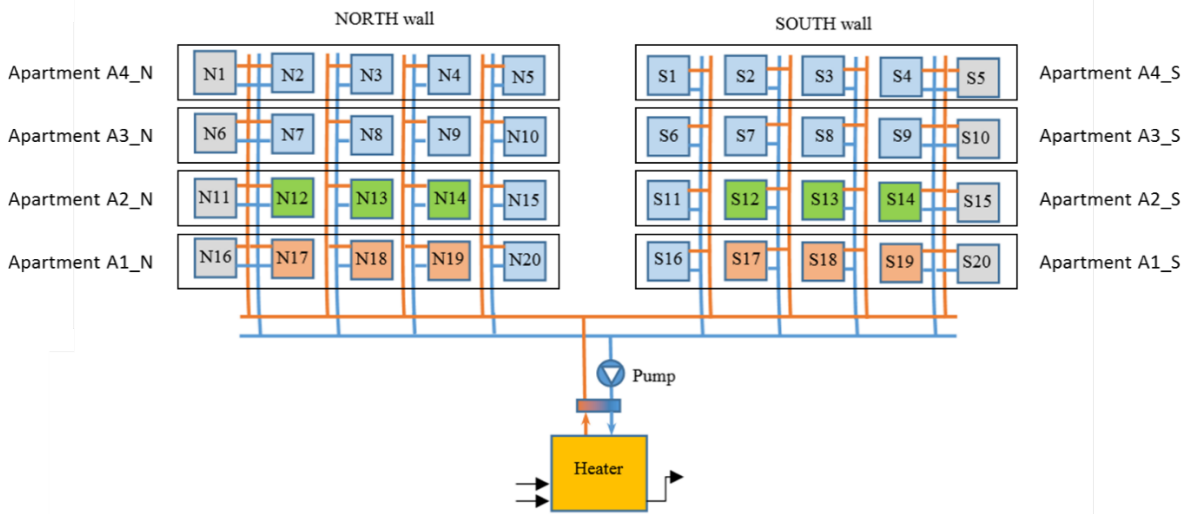 NORTH wall
SOUTH wall
Apartment A4_N
N1 N2 N3 N4 N5
S1 S2 S3 S4 S5
Apartment A4_S
Apartment A3_N
N6 N7 N8 N9 N10
S6 S7 S8 S9 S10
Apartment A3_S
Apartment A2_N
N11 N12 N13 N14 N15
S11 S12 S13 S14 S15
Apartment A2_S
Apartment A1_N
N16 N17 N18 N19 N20
S16 S17 S18 S19 S20
Apartment A1_S
Pump
Heater